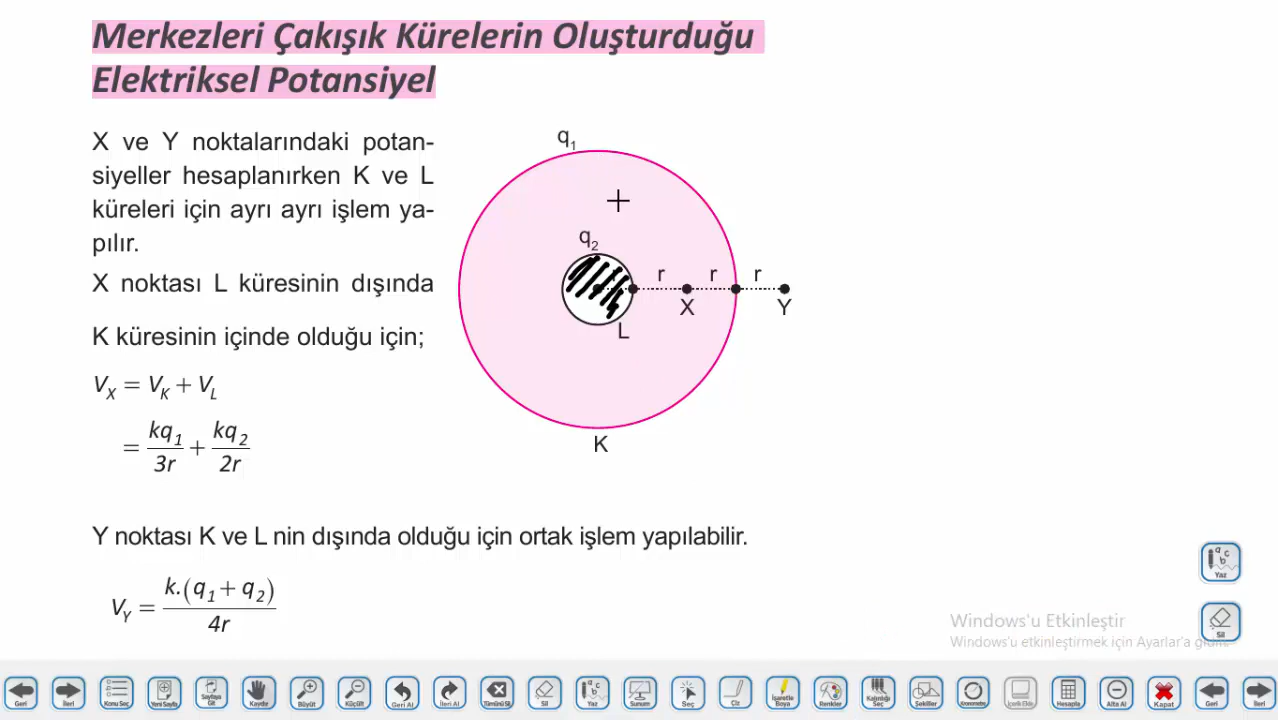 Merkezleri Çakışık Kürelerin Oluşturduğu
Elektriksel Potansiyel
X ve Y noktalarındaki potan-
siyeller hesaplanırken K ve L
küreleri için ayrı ayrı işlem ya-
pılır.
X noktası L küresinin dışında
K küresinin içinde olduğu için;
V_X = V_K + V_L
= kq_1/3r + kq_2/2r
q_1
+
q_2
r r r
X Y
L
K
Y noktası K ve L nin dışında olduğu için ortak işlem yapılabilir.
V_Y = k.(q_1 + q_2)/4r
a b c
Yaz
Sil
Windows'u Etkinleştir
Windows'u etkinleştirmek için Ayarlar'a gidin.
Geri İleri Konu Seç Yeni Sayfa Sayfaya Git Kaydır Büyüt Küçült Geri Al İleri Al Tümünü Sil Sil Yaz Sunum Seç Çiz İşaretle Boya Renkler Kalınlığı Seç Şekiller Kronometre İçerik Ekle Hesapla Alta Al Kapat Geri İleri